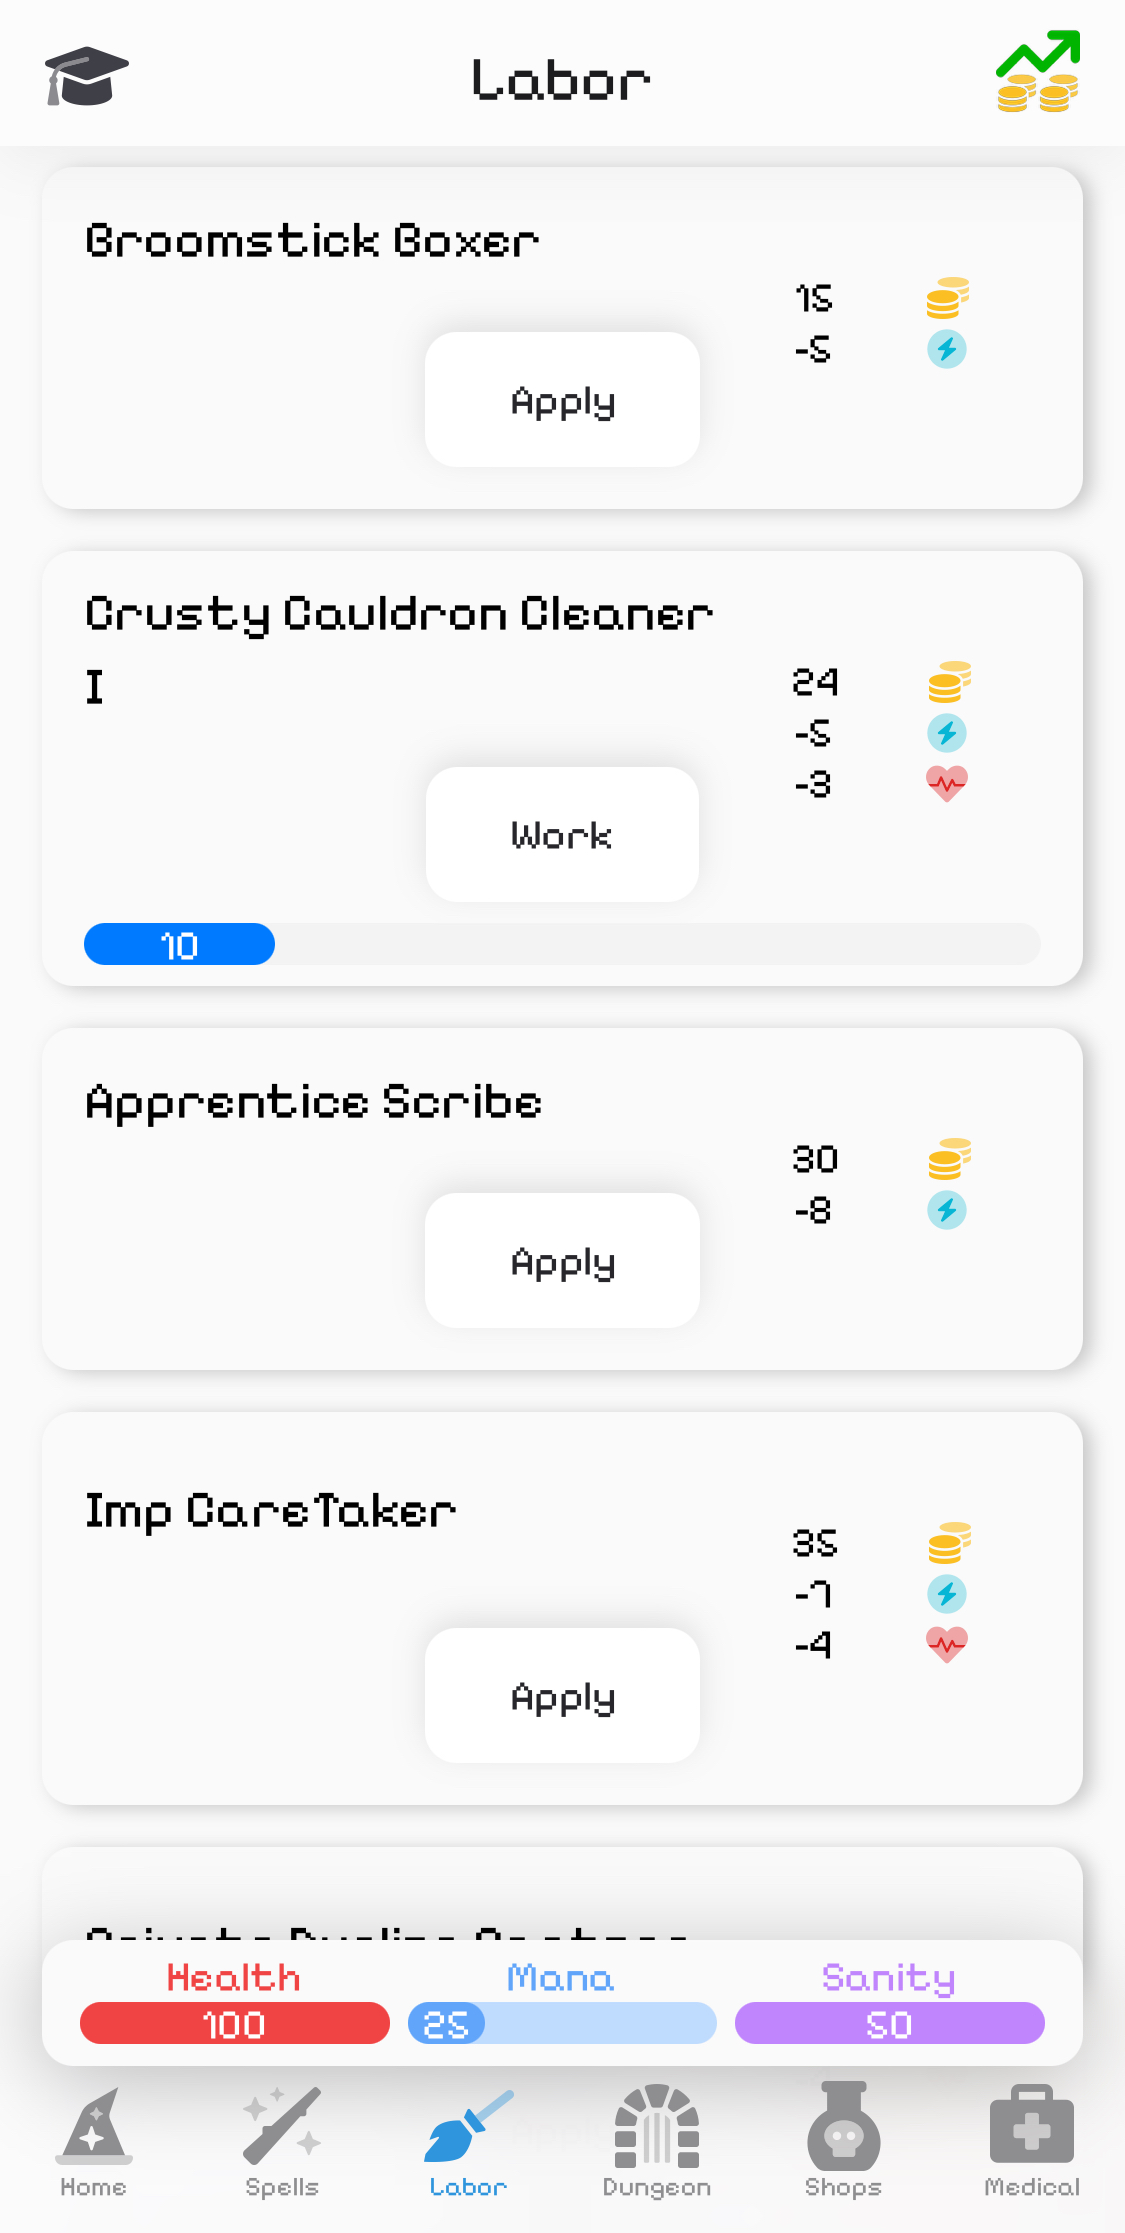 Labor
Broomstick Boxer
15
-5
Apply
Crusty Cauldron Cleaner
I
24
-5
-3
Work
10
Apprentice Scribe
30
-8
Apply
Imp CareTaker
35
-7
-4
Apply
Health Mana Sanity
100 25 50
Home Spells Labor Dungeon Shops Medical